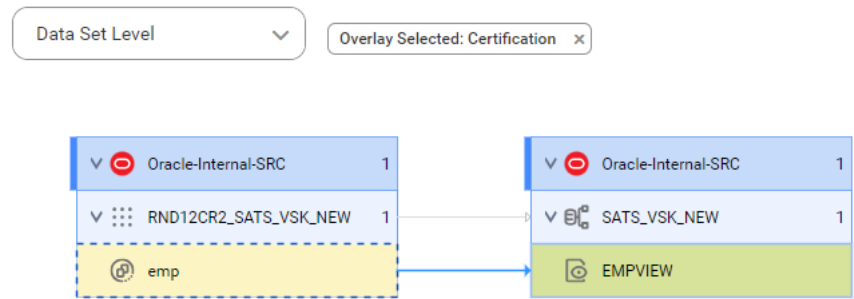 Data Set Level
Overlay Selected: Certification ×
Oracle-Internal-SRC 1
RND12CR2_SATS_VSK_NEW 1
emp
Oracle-Internal-SRC 1
SATS_VSK_NEW 1
EMPVIEW